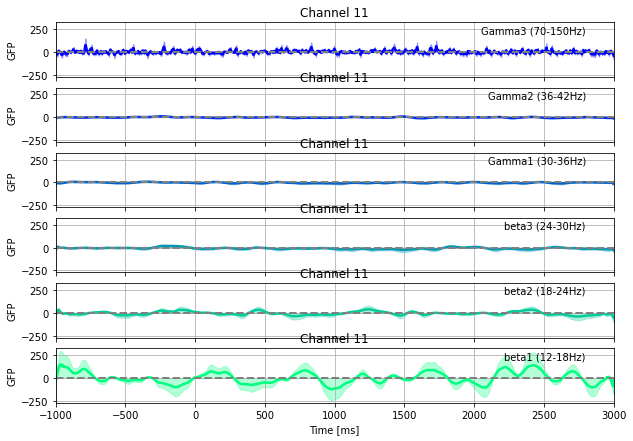 Channel 11
250
0
−250
GFP
Gamma3 (70-150Hz)
Channel 11
250
0
−250
GFP
Gamma2 (36-42Hz)
Channel 11
250
0
−250
GFP
Gamma1 (30-36Hz)
Channel 11
250
0
−250
GFP
beta3 (24-30Hz)
Channel 11
250
0
−250
GFP
beta2 (18-24Hz)
Channel 11
250
0
−250
GFP
beta1 (12-18Hz)
−1000 −500 0 500 1000 1500 2000 2500 3000
Time [ms]